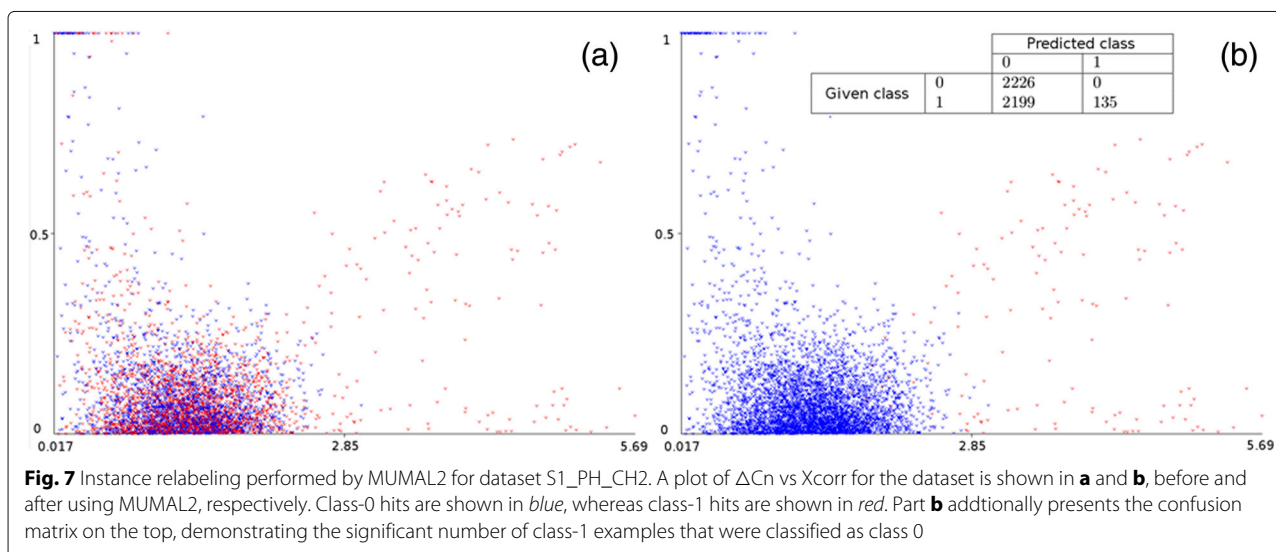 1
(a)
0.5
0
0.017
2.85
5.69
1
(b)
Predicted class
0 1
Given class
0 2226 0
1 2199 135
0.5
0
0.017
2.85
5.69
Fig. 7 Instance relabeling performed by MUMAL2 for dataset S1_PH_CH2. A plot of △Cn vs Xcorr for the dataset is shown in a and b, before and
after using MUMAL2, respectively. Class-0 hits are shown in blue, whereas class-1 hits are shown in red. Part b addtionally presents the confusion
matrix on the top, demonstrating the significant number of class-1 examples that were classified as class 0